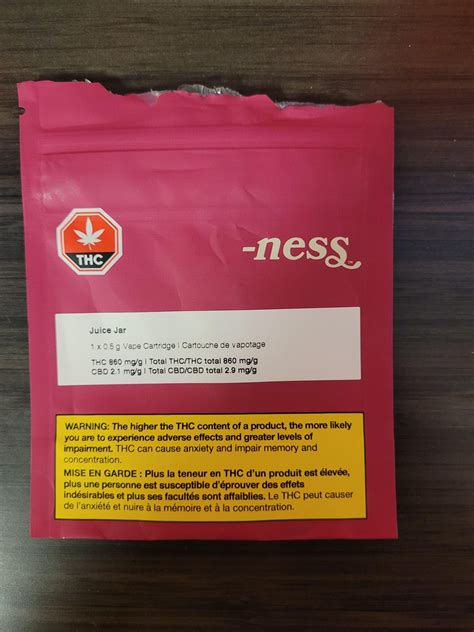 -ness
THC
Juice Jar
1 x 0.5 g Vape Cartridge | Cartouche de vapotage
THC 860 mg/g | Total THC/THC total 860 mg/g
CBD 2.1 mg/g | Total CBD/CBD total 2.9 mg/g
WARNING: The higher the THC content of a product, the more likely
you are to experience adverse effects and greater levels of
impairment. THC can cause anxiety and impair memory and
concentration.
MISE EN GARDE : Plus la teneur en THC d'un produit est élevée,
plus une personne est susceptible d'éprouver des effets
indésirables et plus ses facultés sont affaiblies. Le THC peut causer
de l'anxiété et nuire à la mémoire et à la concentration.